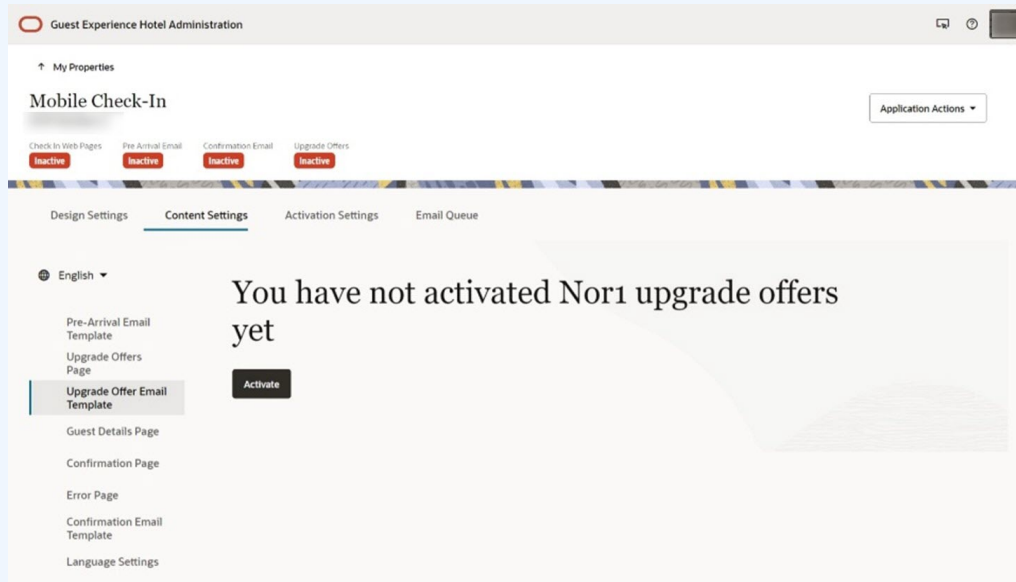 Guest Experience Hotel Administration
My Properties
Mobile Check-In
Application Actions
Check In Web Pages Pre Arrival Email Confirmation Email Upgrade Offers
Inactive Inactive Inactive Inactive
Design Settings Content Settings Activation Settings Email Queue
English
You have not activated Nor1 upgrade offers
yet
Activate
Pre-Arrival Email
Template
Upgrade Offers
Page
Upgrade Offer Email
Template
Guest Details Page
Confirmation Page
Error Page
Confirmation Email
Template
Language Settings